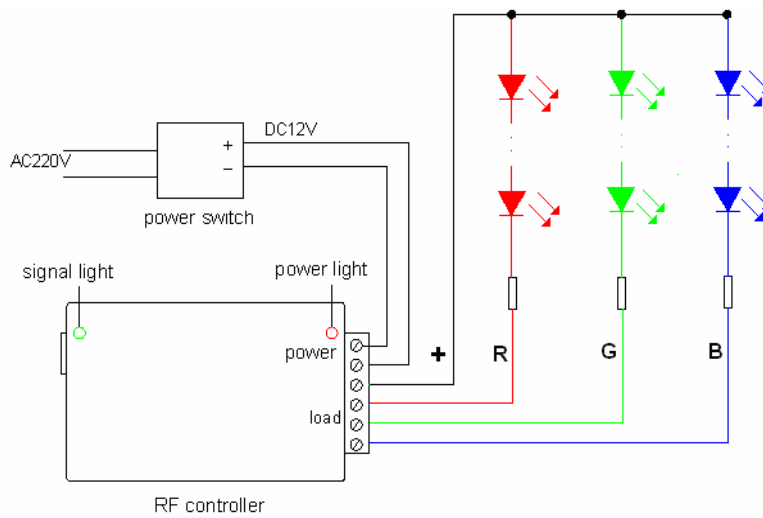 DC12V
+
AC220V
−
power switch
signal light
power light
power
+
R
G
B
load
RF controller